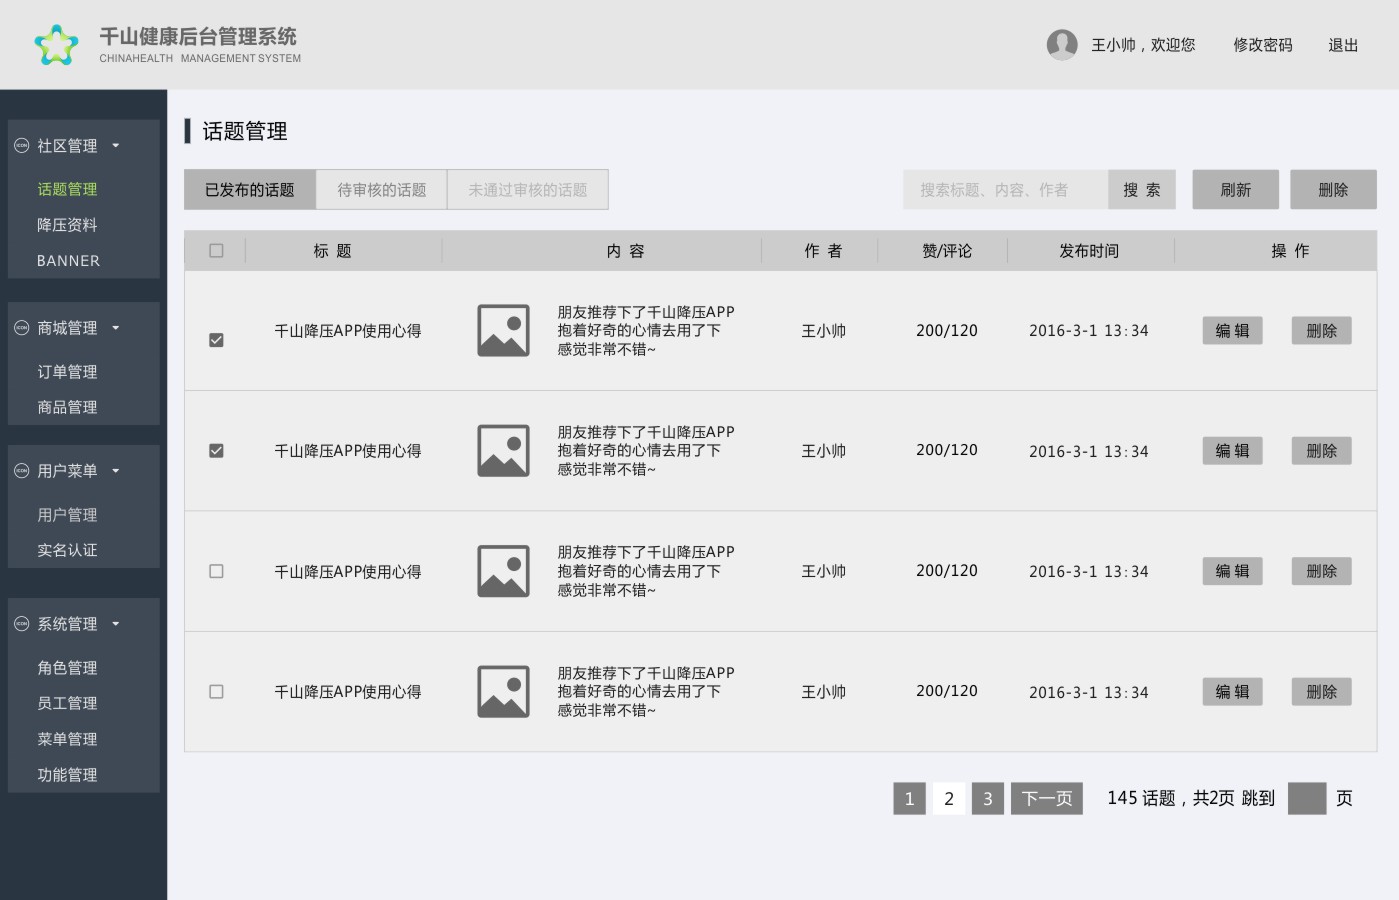 千山健康后台管理系统
CHINAHEALTH MANAGEMENT SYSTEM
王小帅，欢迎您 修改密码 退出
社区管理
话题管理
降压资料
BANNER
商城管理
订单管理
商品管理
用户菜单
用户管理
实名认证
系统管理
角色管理
员工管理
菜单管理
功能管理
话题管理
已发布的话题 待审核的话题 未通过审核的话题 搜索标题、内容、作者 搜 索 刷新 删除
标 题 内 容 作 者 赞/评论 发布时间 操 作
千山降压APP使用心得
朋友推荐下了千山降压APP
抱着好奇的心情去用了下
感觉非常不错~
王小帅 200/120 2016-3-1 13:34 编 辑 删除
千山降压APP使用心得
朋友推荐下了千山降压APP
抱着好奇的心情去用了下
感觉非常不错~
王小帅 200/120 2016-3-1 13:34 编 辑 删除
千山降压APP使用心得
朋友推荐下了千山降压APP
抱着好奇的心情去用了下
感觉非常不错~
王小帅 200/120 2016-3-1 13:34 编 辑 删除
千山降压APP使用心得
朋友推荐下了千山降压APP
抱着好奇的心情去用了下
感觉非常不错~
王小帅 200/120 2016-3-1 13:34 编 辑 删除
1 2 3 下一页 145 话题，共2页 跳到 页